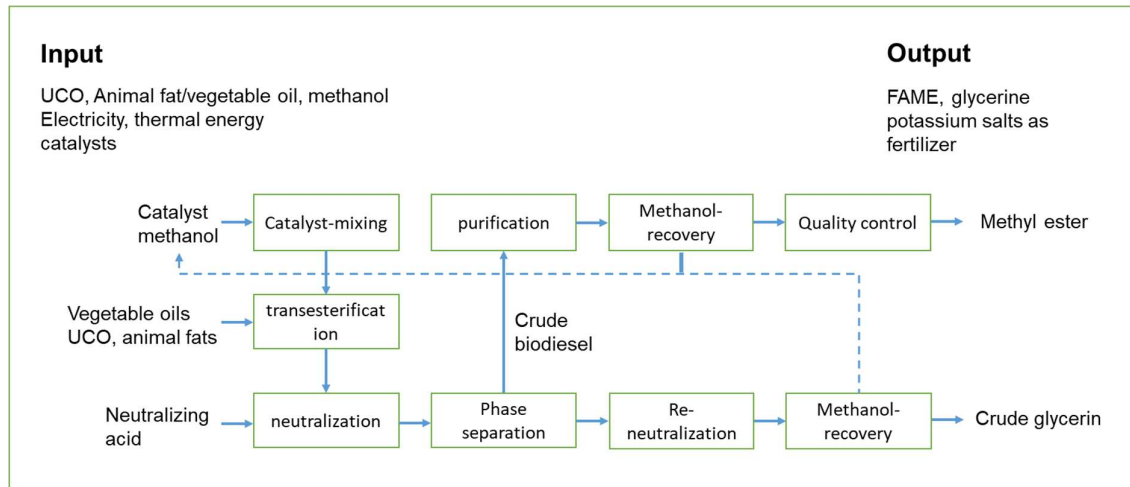 Input
UCO, Animal fat/vegetable oil, methanol
Electricity, thermal energy
catalysts
Output
FAME, glycerine
potassium salts as
fertilizer
Catalyst
methanol
Catalyst-mixing
purification
Methanol-
recovery
Quality control
Methyl ester
Vegetable oils
UCO, animal fats
transesterificat
ion
Crude
biodiesel
Neutralizing
acid
neutralization
Phase
separation
Re-
neutralization
Methanol-
recovery
Crude glycerin